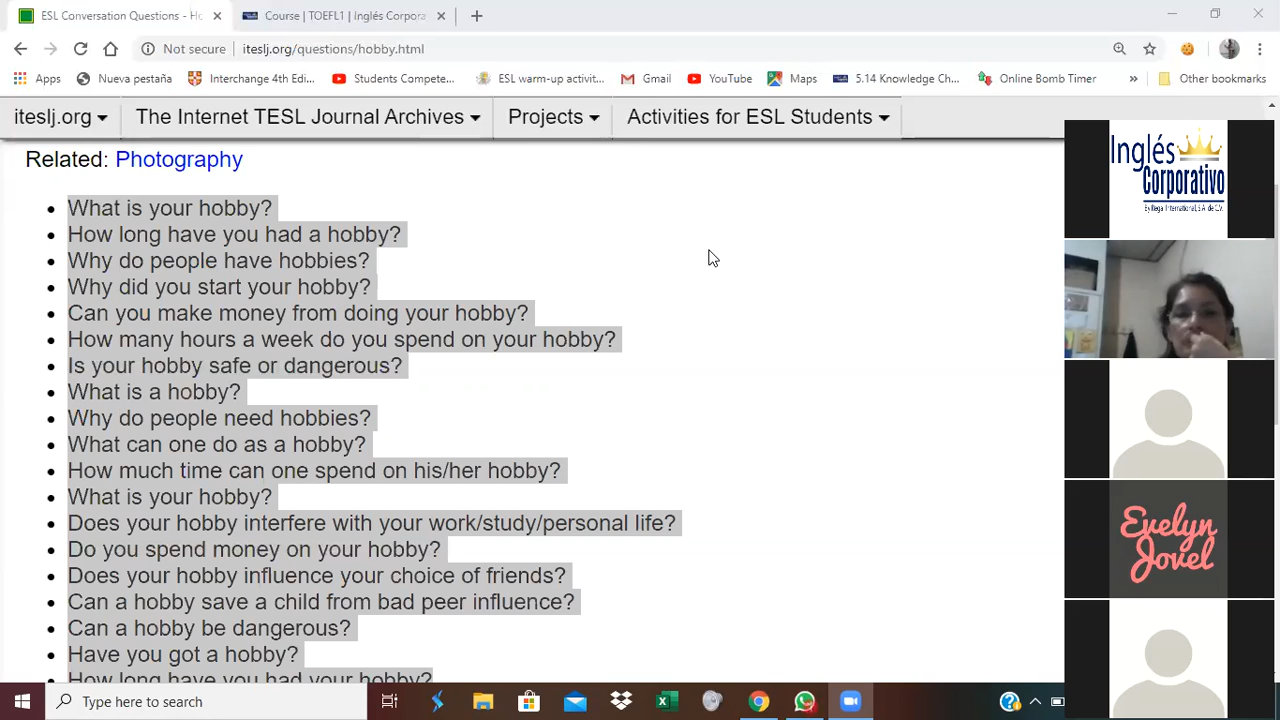 ESL Conversation Questions - Ho
Course | TOEFL1 | Inglés Corpora
Not secure
iteslj.org/questions/hobby.html
Apps
Nueva pestaña
Interchange 4th Edi...
Students Compete...
ESL warm-up activit...
Gmail
YouTube
Maps
5.14 Knowledge Ch...
Online Bomb Timer
»
Other bookmarks
iteslj.org
The Internet TESL Journal Archives
Projects
Activities for ESL Students
Related: Photography
What is your hobby?
How long have you had a hobby?
Why do people have hobbies?
Why did you start your hobby?
Can you make money from doing your hobby?
How many hours a week do you spend on your hobby?
Is your hobby safe or dangerous?
What is a hobby?
Why do people need hobbies?
What can one do as a hobby?
How much time can one spend on his/her hobby?
What is your hobby?
Does your hobby interfere with your work/study/personal life?
Do you spend money on your hobby?
Does your hobby influence your choice of friends?
Can a hobby save a child from bad peer influence?
Can a hobby be dangerous?
Have you got a hobby?
How long have you had your hobby?
Inglés
Corporativo
Evelyn
Jovel
Type here to search